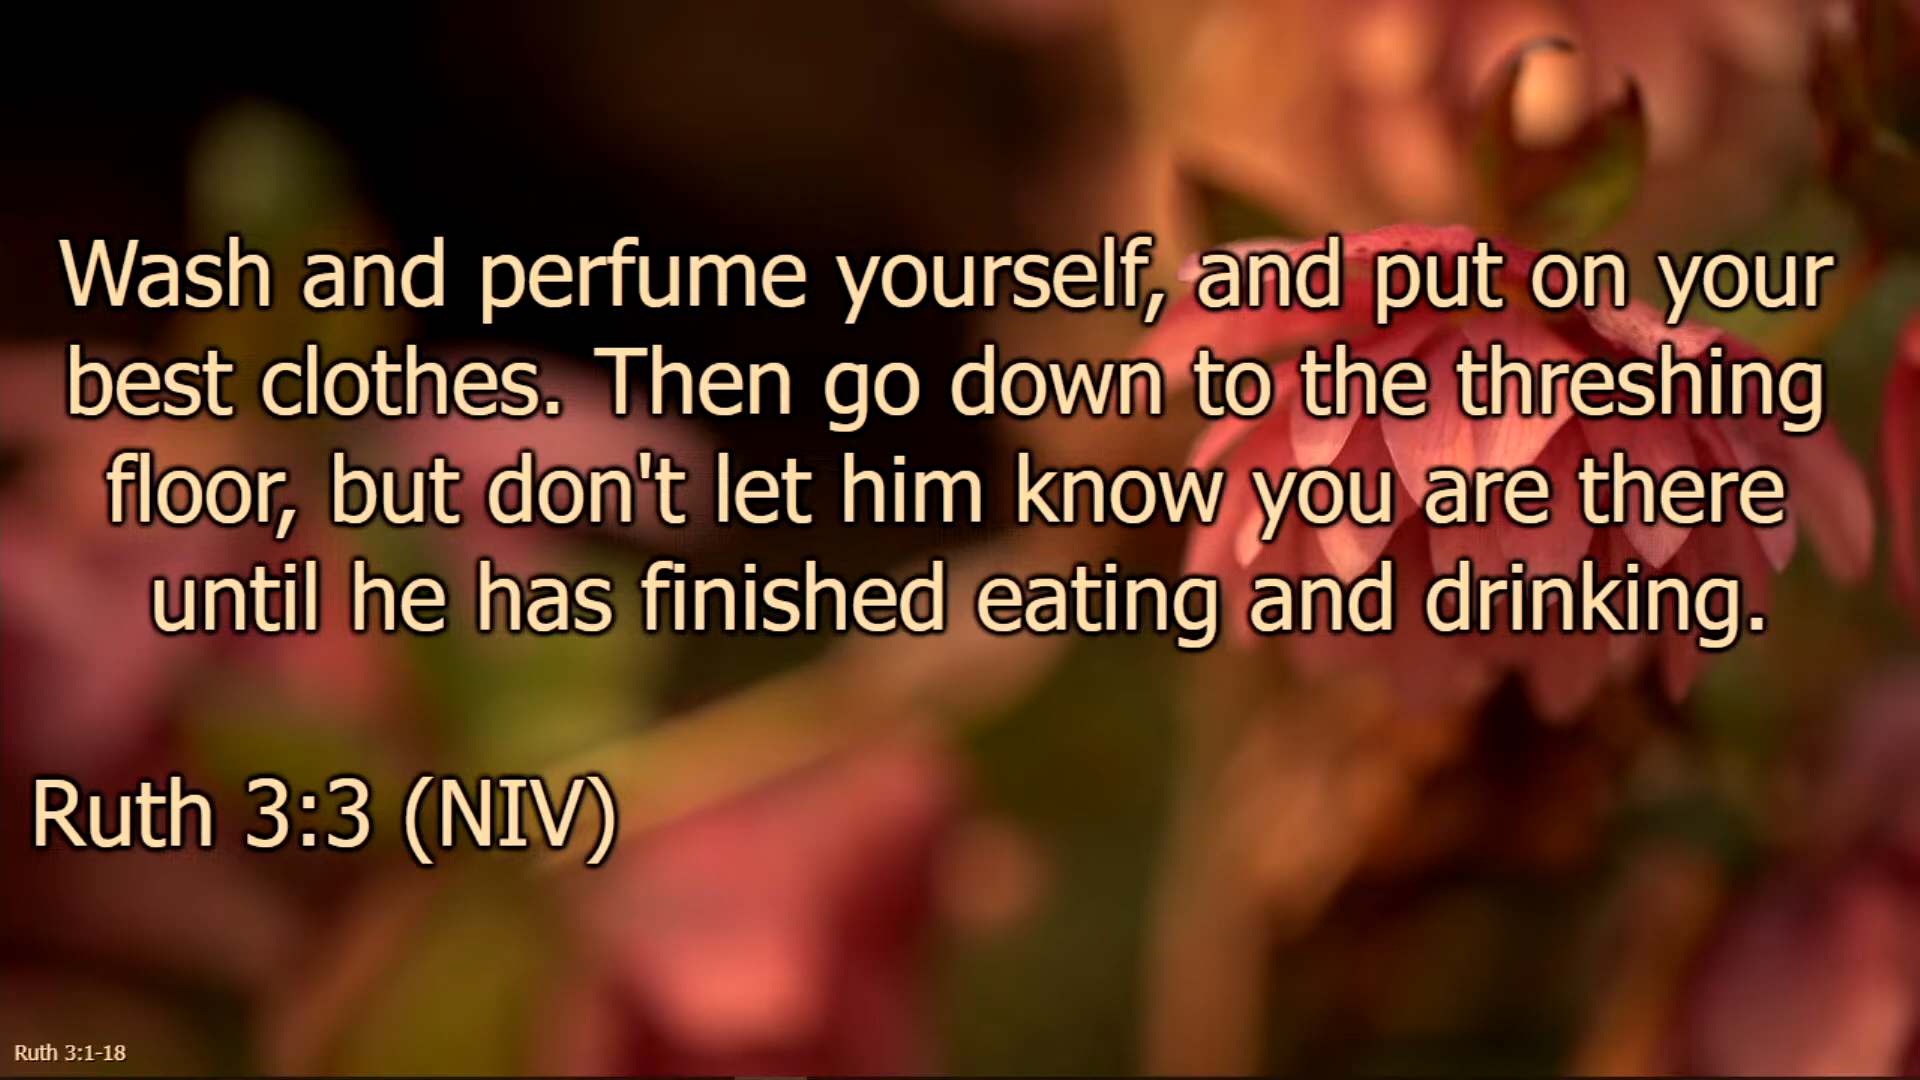 Wash and perfume yourself, and put on your
best clothes. Then go down to the threshing
floor, but don't let him know you are there
until he has finished eating and drinking.
Ruth 3:3 (NIV)
Ruth 3:1-18